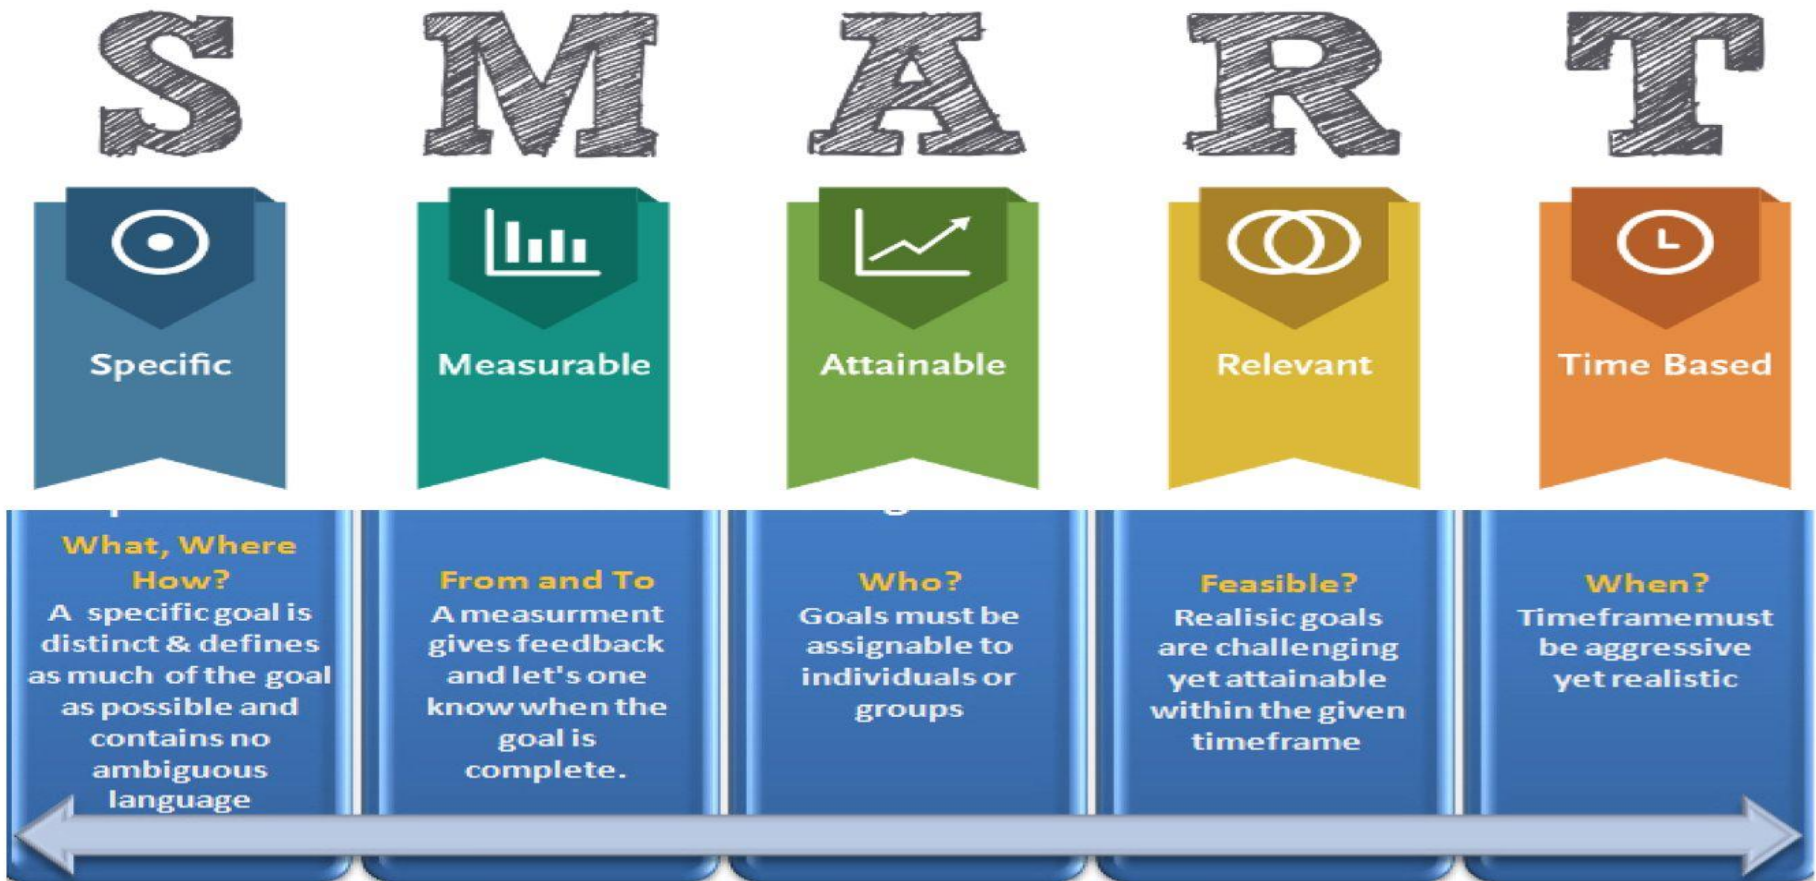 S M A R T
Specific
Measurable
Attainable
Relevant
Time Based
What, Where
How?
A specific goal is
distinct & defines
as much of the goal
as possible and
contains no
ambiguous
language
From and To
A measurment
gives feedback
and let's one
know when the
goal is
complete.
Who?
Goals must be
assignable to
individuals or
groups
Feasible?
Realisic goals
are challenging
yet attainable
within the given
timeframe
When?
Timeframe must
be aggressive
yet realistic